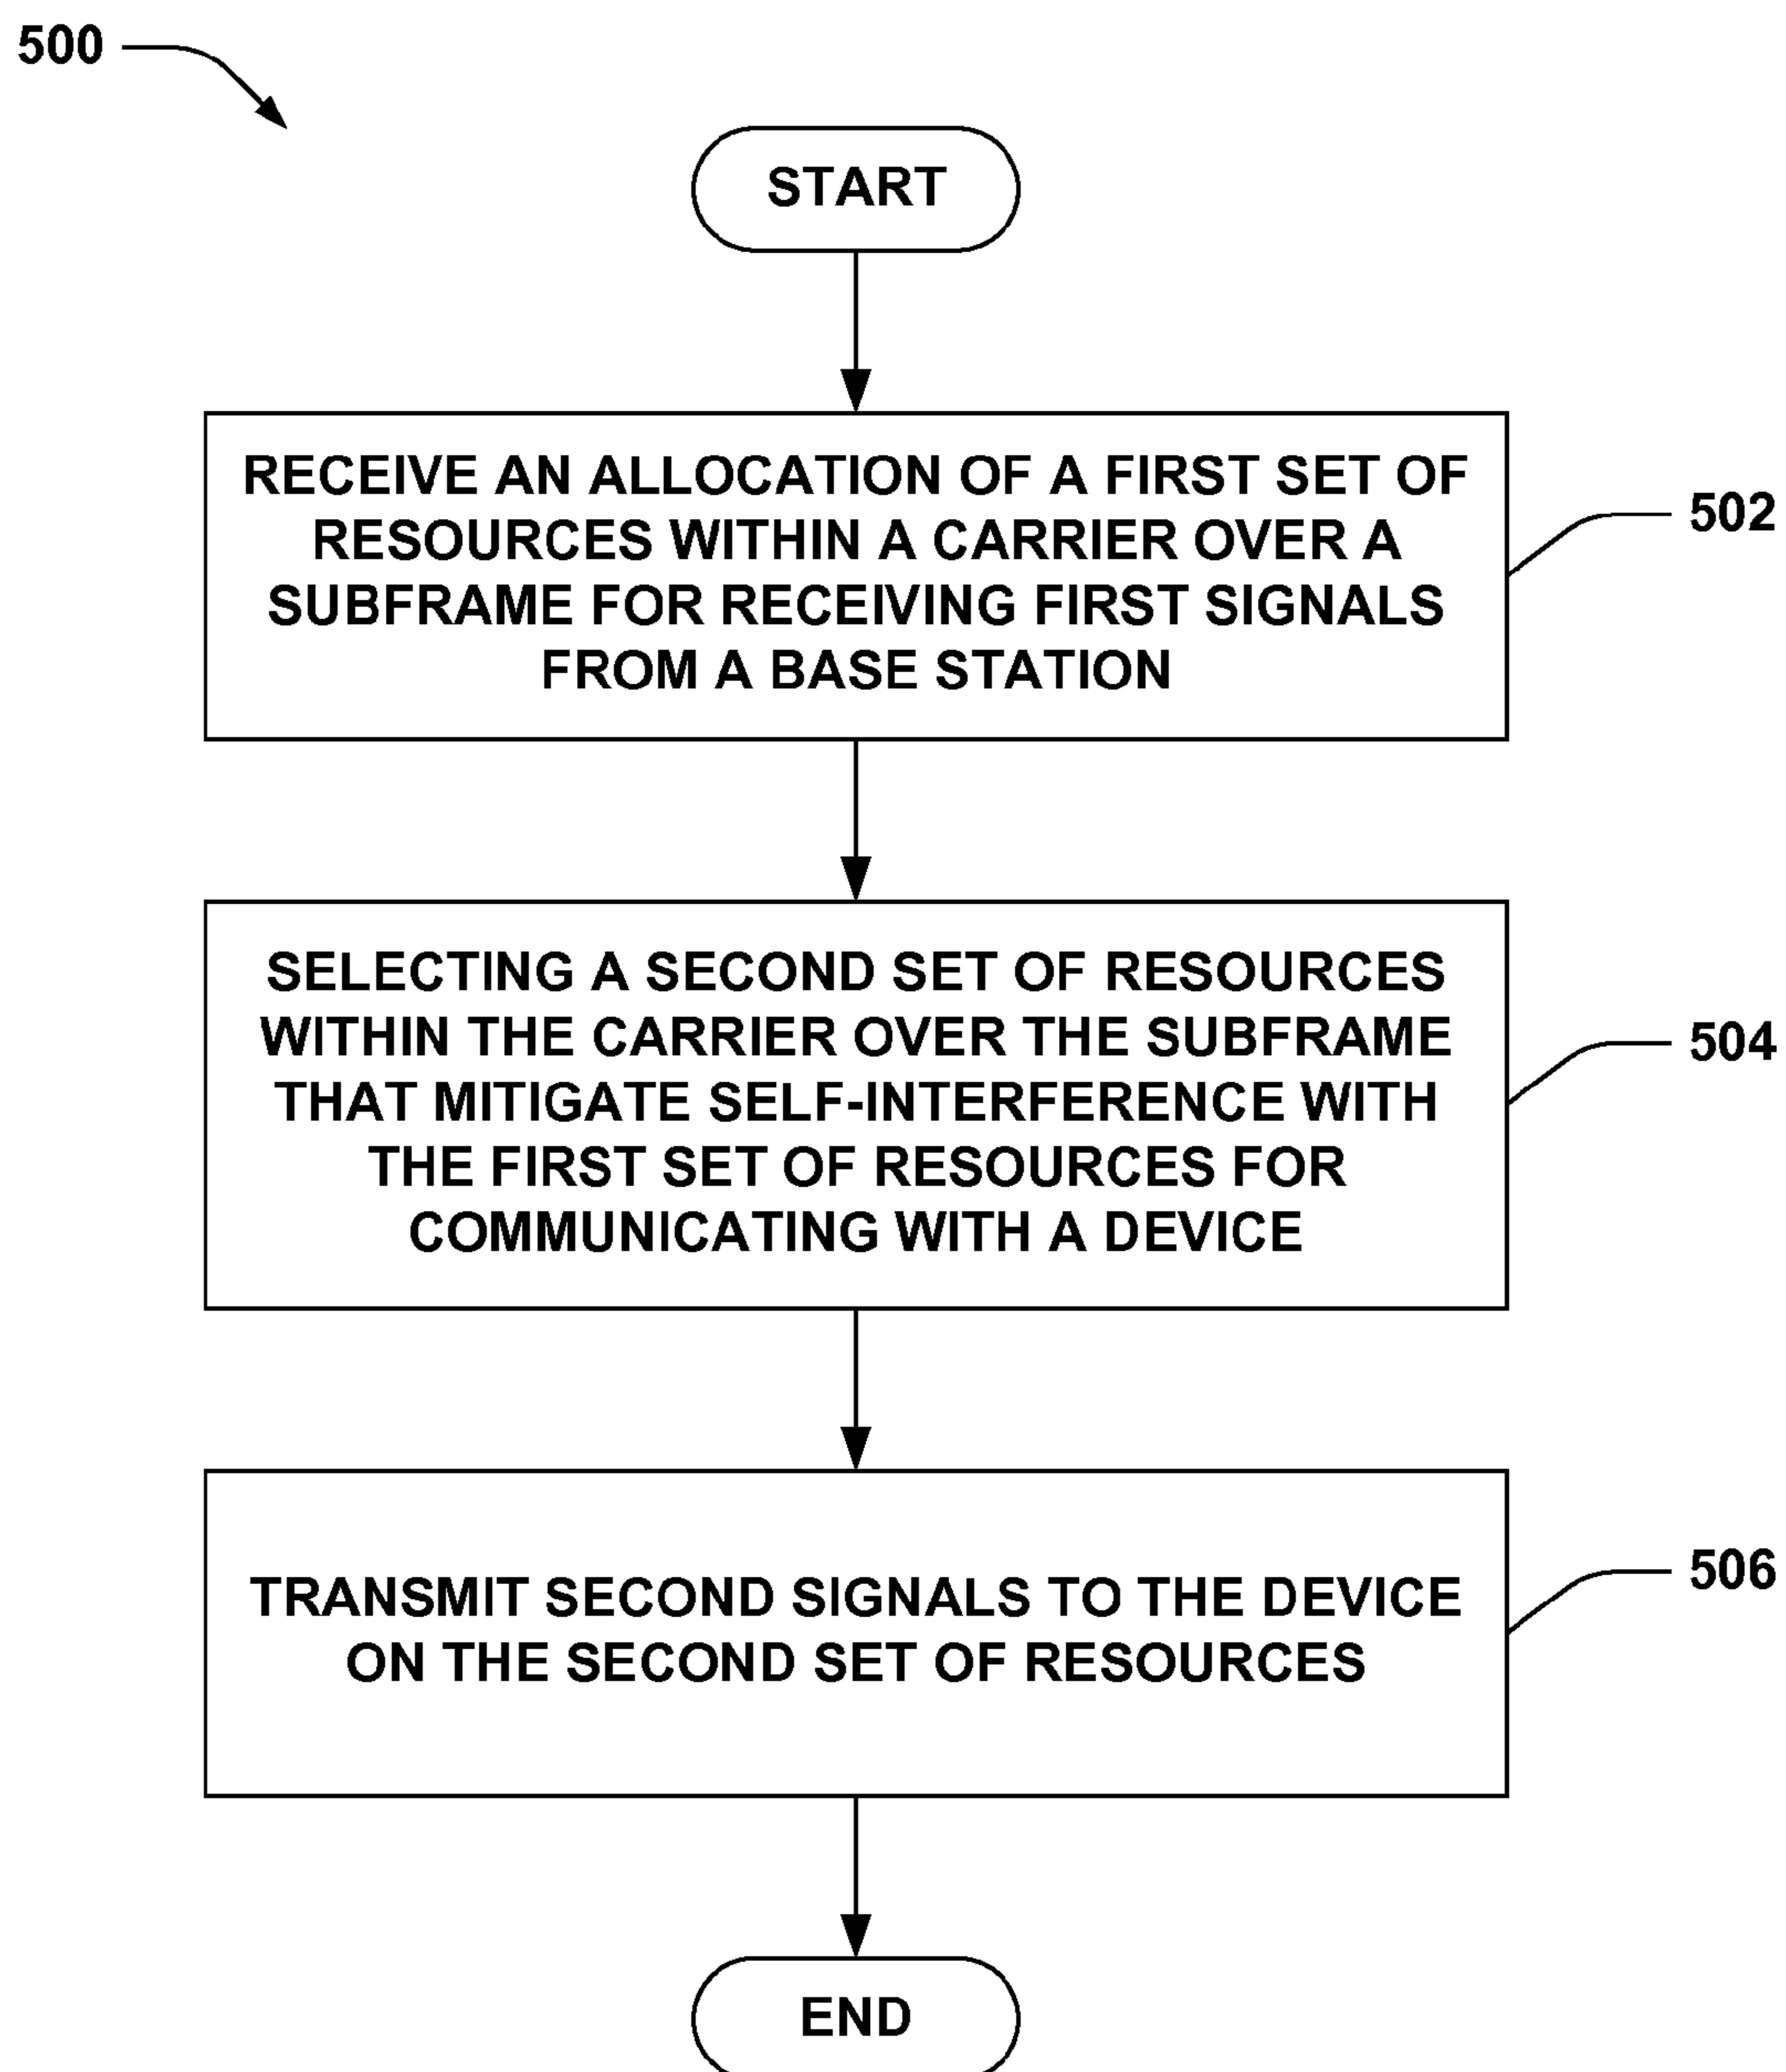 500
START
RECEIVE AN ALLOCATION OF A FIRST SET OF
RESOURCES WITHIN A CARRIER OVER A
SUBFRAME FOR RECEIVING FIRST SIGNALS
FROM A BASE STATION
502
SELECTING A SECOND SET OF RESOURCES
WITHIN THE CARRIER OVER THE SUBFRAME
THAT MITIGATE SELF-INTERFERENCE WITH
THE FIRST SET OF RESOURCES FOR
COMMUNICATING WITH A DEVICE
504
TRANSMIT SECOND SIGNALS TO THE DEVICE
ON THE SECOND SET OF RESOURCES
506
END